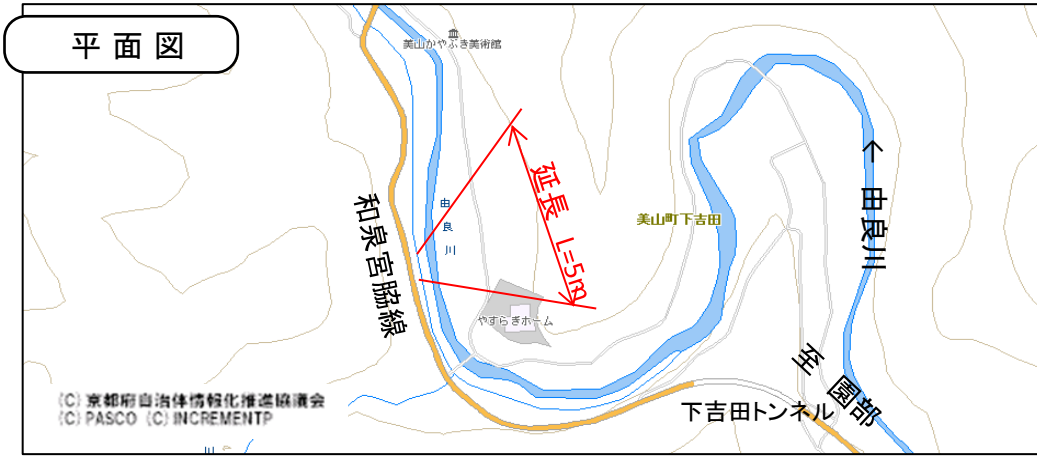 平面図
美山かやぶき美術館
延長 L=5m
和泉宮脇線
由良川
美山町下吉田
← 由良川
やすらぎホーム
至 園部
下吉田トンネル
(C) 京都府自治体情報化推進協議会
(C) PASCO (C) INCREMENTP
川